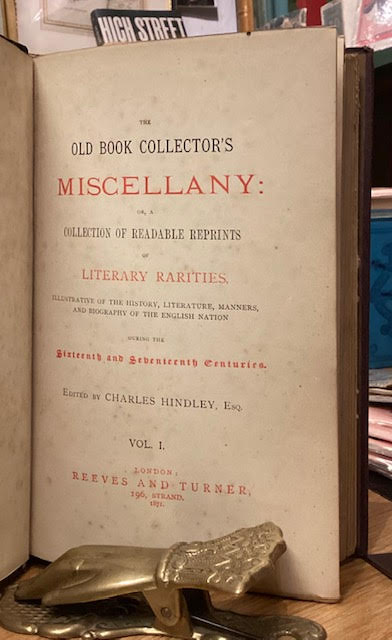 HIGH STREET
THE
OLD BOOK COLLECTOR'S
MISCELLANY:
OR, A
COLLECTION OF READABLE REPRINTS
OF
LITERARY RARITIES,
ILLUSTRATIVE OF THE HISTORY, LITERATURE, MANNERS,
AND BIOGRAPHY OF THE ENGLISH NATION
DURING THE
Sixteenth and Seventeenth Centuries.
EDITED BY CHARLES HINDLEY, ESQ.
VOL. I.
LONDON:
REEVES AND TURNER,
196, STRAND.
1871.